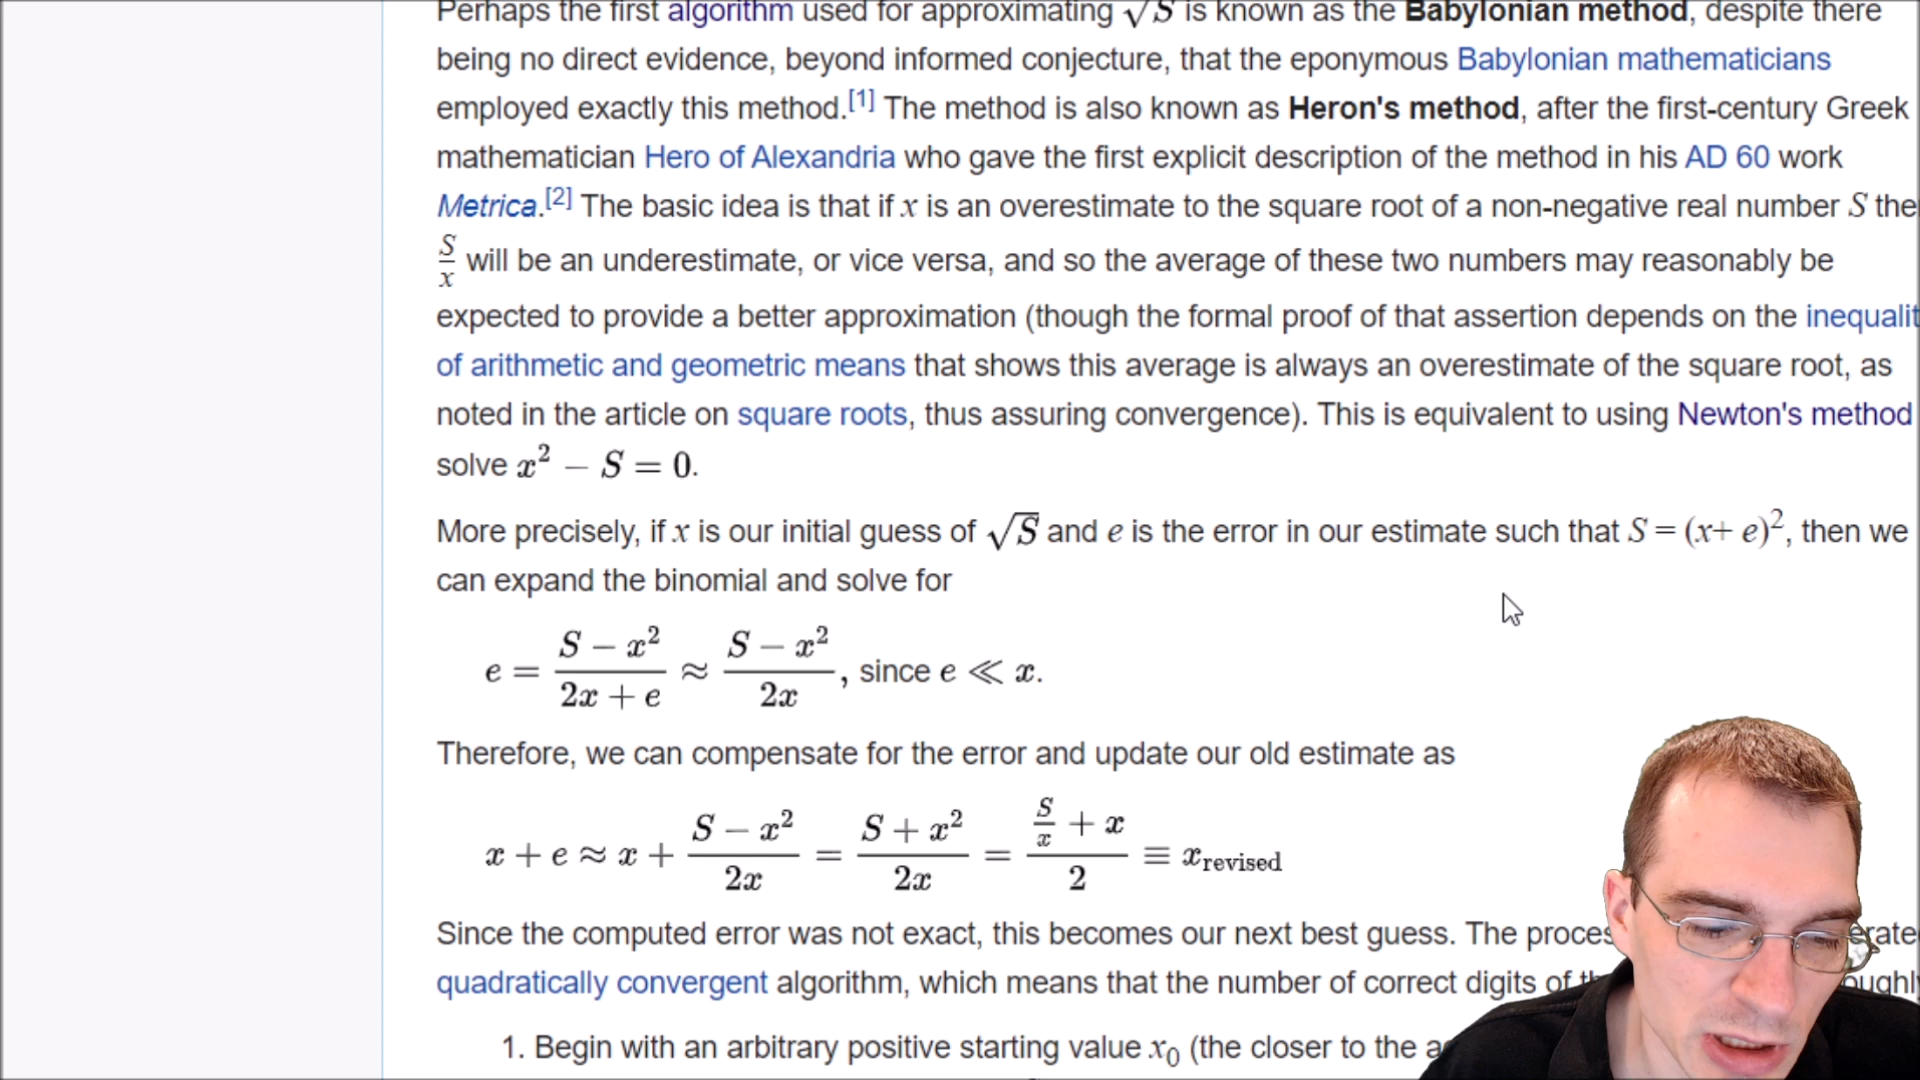 Perhaps the first algorithm used for approximating √S is known as the Babylonian method, despite there
being no direct evidence, beyond informed conjecture, that the eponymous Babylonian mathematicians
employed exactly this method.[1] The method is also known as Heron's method, after the first-century Greek
mathematician Hero of Alexandria who gave the first explicit description of the method in his AD 60 work
Metrica.[2] The basic idea is that if x is an overestimate to the square root of a non-negative real number S the
S/x will be an underestimate, or vice versa, and so the average of these two numbers may reasonably be
expected to provide a better approximation (though the formal proof of that assertion depends on the inequalit
of arithmetic and geometric means that shows this average is always an overestimate of the square root, as
noted in the article on square roots, thus assuring convergence). This is equivalent to using Newton's method
solve x² − S = 0.
More precisely, if x is our initial guess of √S and e is the error in our estimate such that S = (x+ e)², then we
can expand the binomial and solve for
e = (S − x²)/(2x + e) ≈ (S − x²)/(2x), since e ≪ x.
Therefore, we can compensate for the error and update our old estimate as
x + e ≈ x + (S − x²)/(2x) = (S + x²)/(2x) = (S/x + x)/2 ≡ x_revised
Since the computed error was not exact, this becomes our next best guess. The proces
quadratically convergent algorithm, which means that the number of correct digits of
1. Begin with an arbitrary positive starting value x₀ (the closer to the